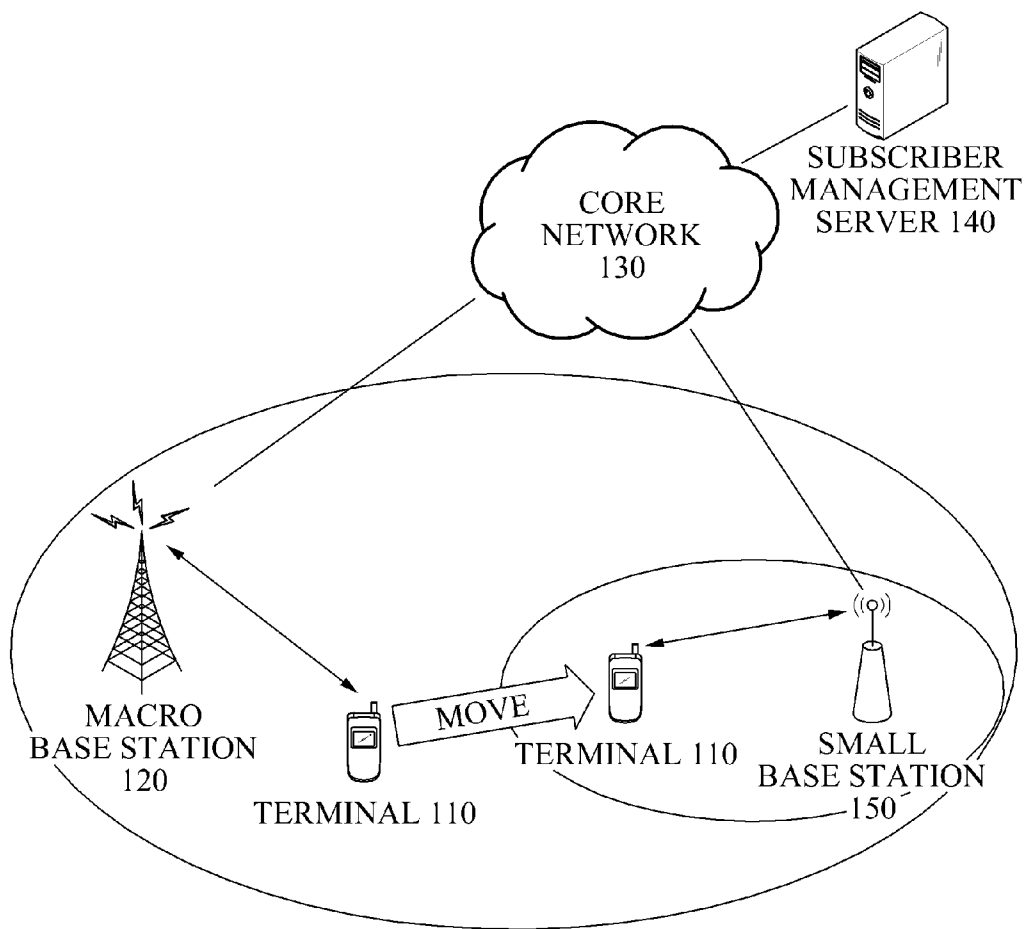 SUBSCRIBER
MANAGEMENT
SERVER 140
CORE
NETWORK
130
MACRO
BASE STATION
120
TERMINAL 110
MOVE
TERMINAL 110
SMALL
BASE STATION
150